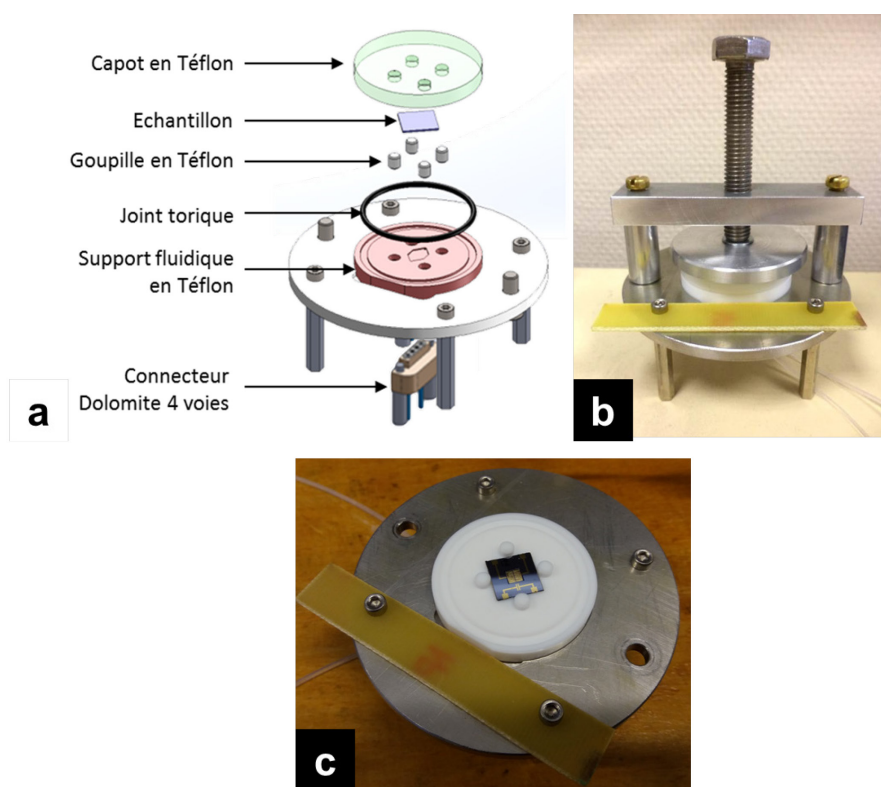 Capot en Téflon
Echantillon
Goupille en Téflon
Joint torique
Support fluidique
en Téflon
Connecteur
Dolomite 4 voies
a
b
c